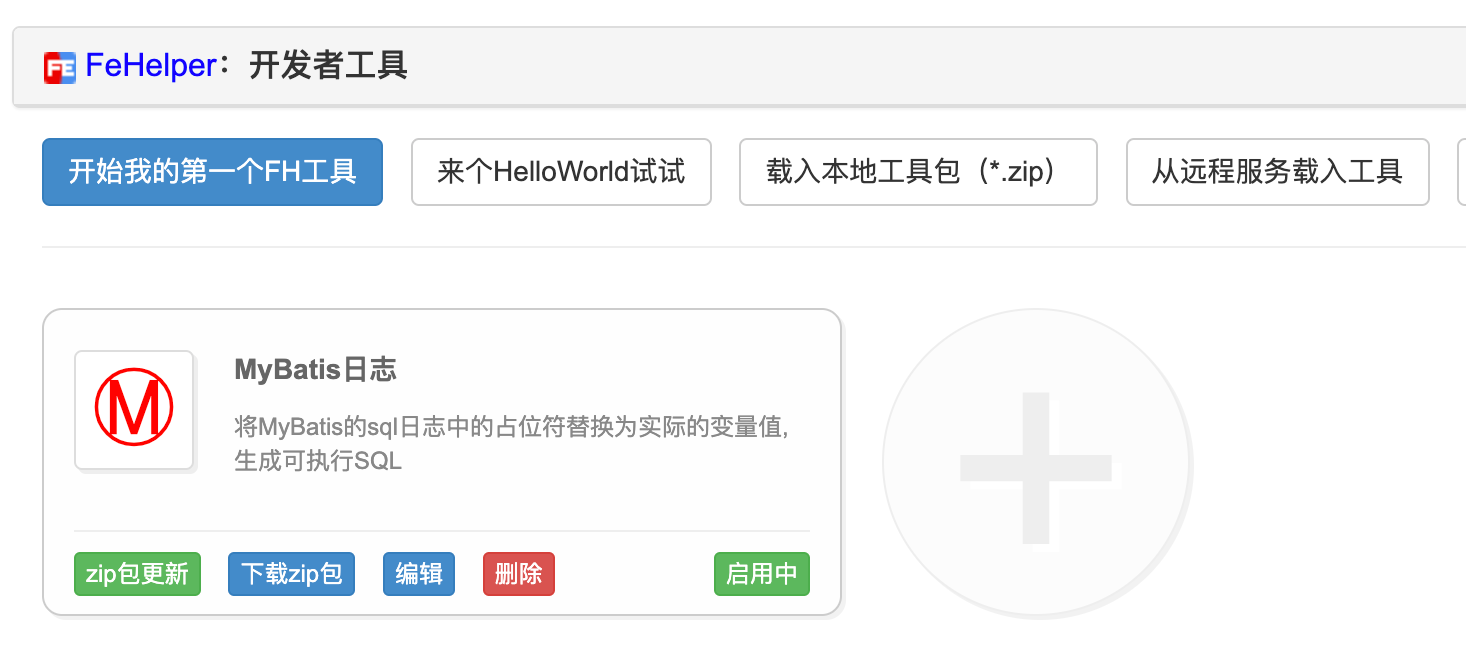 FE FeHelper：开发者工具
开始我的第一个FH工具 来个HelloWorld试试 载入本地工具包（*.zip） 从远程服务载入工具
M
MyBatis日志
将MyBatis的sql日志中的占位符替换为实际的变量值,
生成可执行SQL
zip包更新 下载zip包 编辑 删除 启用中